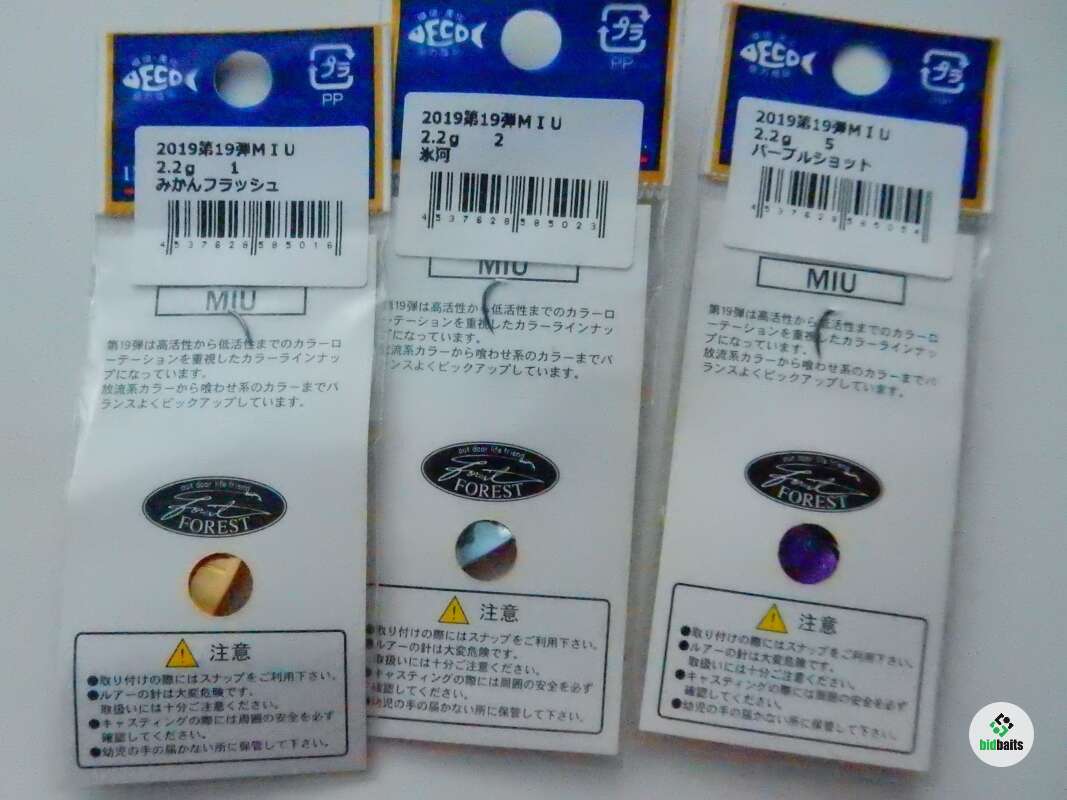 ECO
プラ
PP
2019第19弾ＭＩＵ
2.2g 1
みかんフラッシュ
4 537628 585016
MIU
第19弾は高活性から低活性までのカラーロ
ーテーションを重視したカラーラインナッ
プになっています。
放流系カラーから喰わせ系のカラーまでバ
ランスよくピックアップしています。
out door life friend
Forest
FOREST
注意
●取り付けの際にはスナップをご利用下さい。
●ルアーの針は大変危険です。
取扱いには十分ご注意ください。
●キャスティングの際には周囲の安全を必ず
確認してください。
●幼児の手の届かない所に保管して下さい。
ECO
プラ
PP
2019第19弾ＭＩＵ
2.2g 2
氷河
4 537628 585023
MIU
第19弾は高活性から低活性までのカラーロ
ーテーションを重視したカラーラインナッ
プになっています。
放流系カラーから喰わせ系のカラーまでバ
ランスよくピックアップしています。
out door life friend
Forest
FOREST
注意
●取り付けの際にはスナップをご利用下さい。
●ルアーの針は大変危険です。
取扱いには十分ご注意ください。
●キャスティングの際には周囲の安全を必ず
確認してください。
●幼児の手の届かない所に保管して下さい。
ECO
プラ
2019第19弾ＭＩＵ
2.2g 5
パープルショット
4 537628 585054
MIU
第19弾は高活性から低活性までのカラーロ
ーテーションを重視したカラーラインナッ
プになっています。
放流系カラーから喰わせ系のカラーまでバ
ランスよくピックアップしています。
out door life friend
Forest
FOREST
注意
●取り付けの際にはスナップをご利用下さい。
●ルアーの針は大変危険です。
取扱いには十分ご注意ください。
●キャスティングの際には周囲の安全を必ず
確認してください。
●幼児の手の届かない所に保管して下さい。
bidbaits